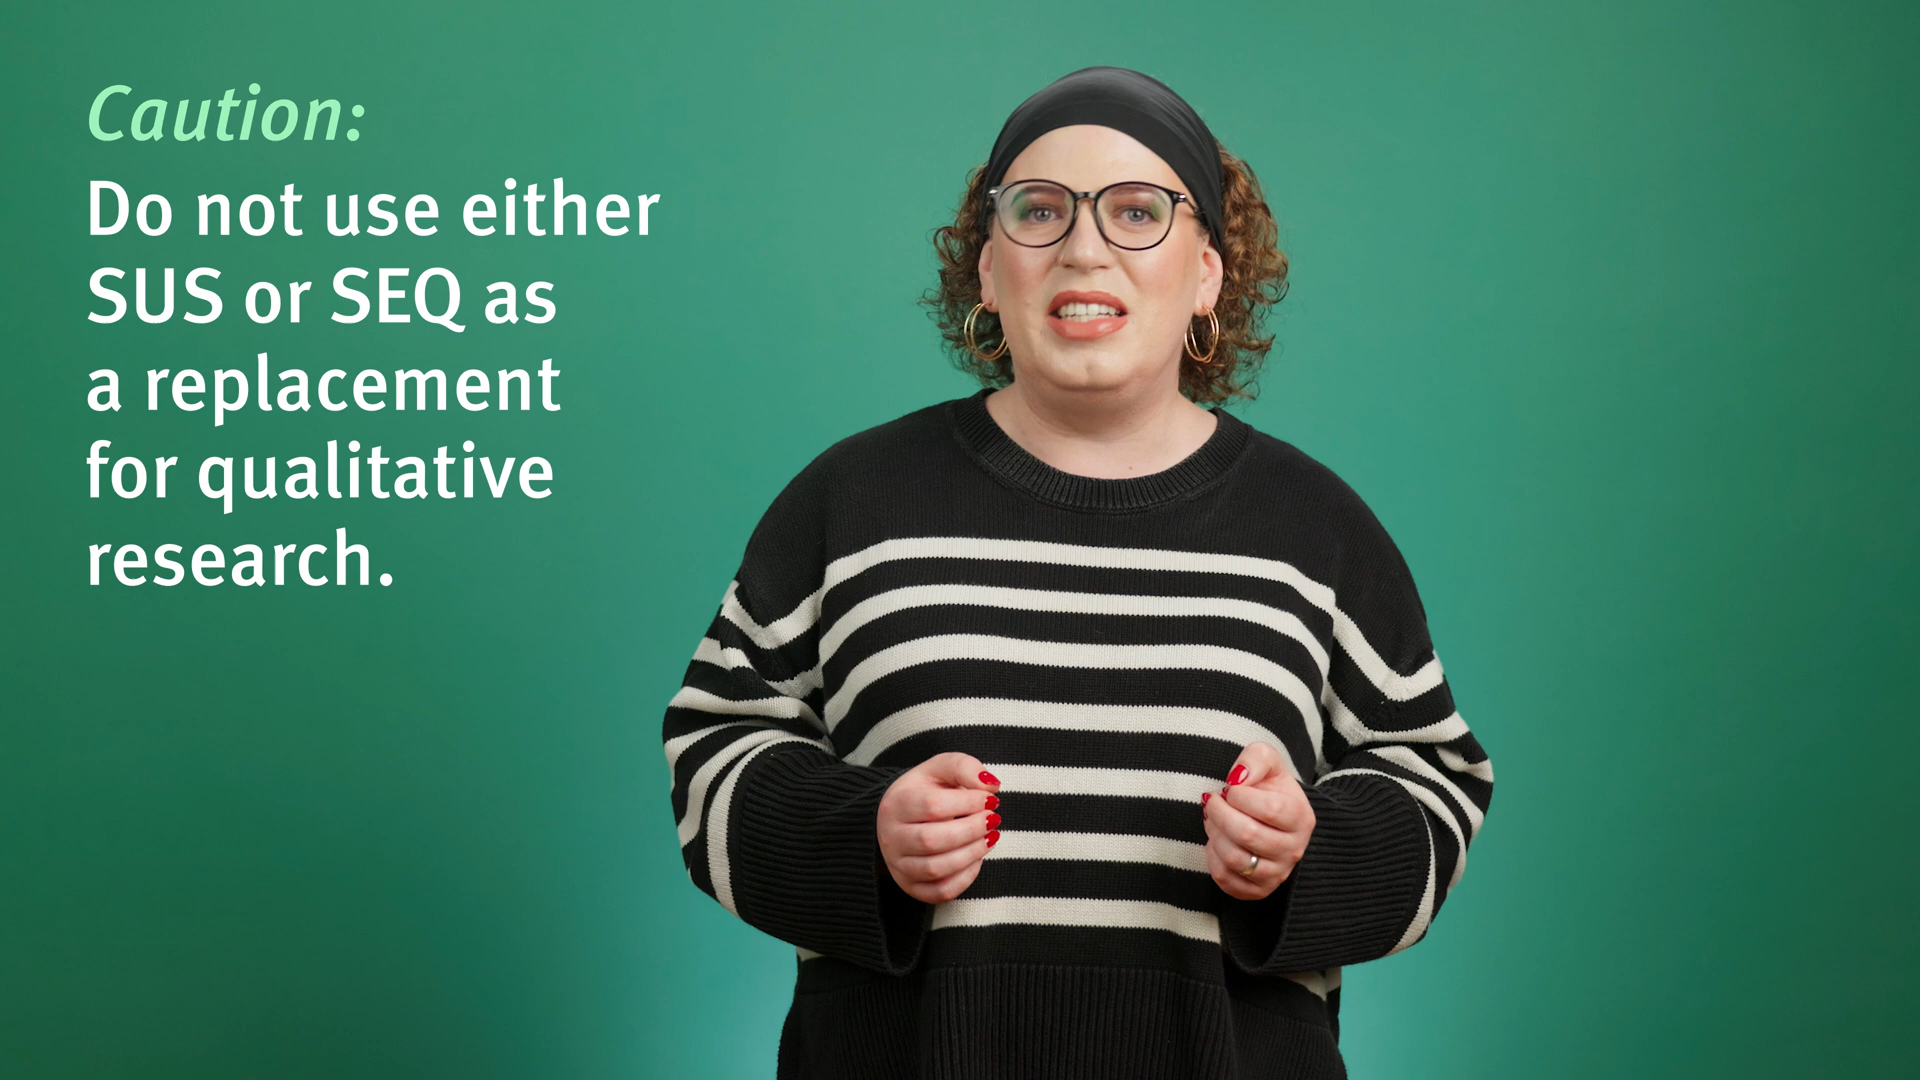 Caution:
Do not use either
SUS or SEQ as
a replacement
for qualitative
research.